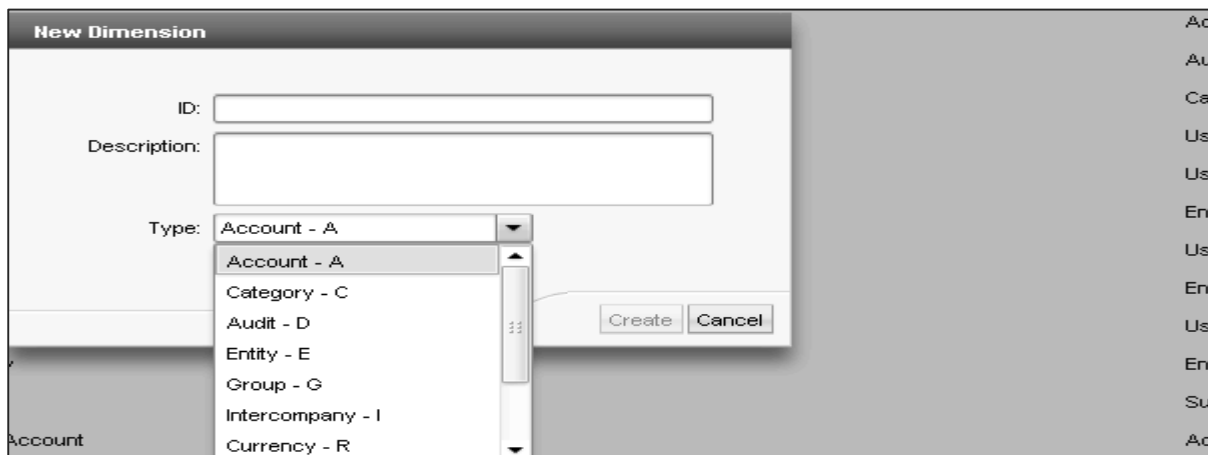 New Dimension
ID:
Description:
Type: Account - A
Account - A
Category - C
Audit - D
Entity - E
Group - G
Intercompany - I
Currency - R
Create Cancel
Account